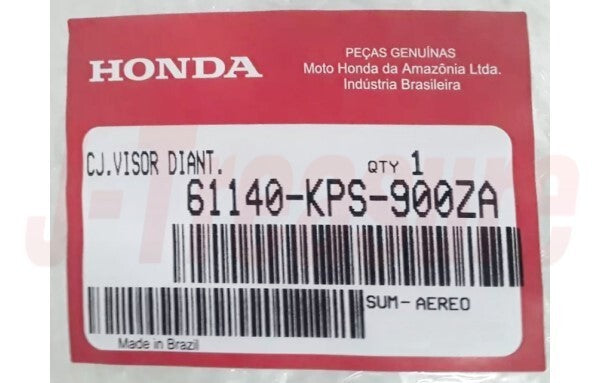 HONDA
PEÇAS GENUÍNAS
Moto Honda da Amazônia Ltda.
Indústria Brasileira
CJ.VISOR DIANT.
QTY 1
61140-KPS-900ZA
SUM-AEREO
Made in Brazil
J-Treasure